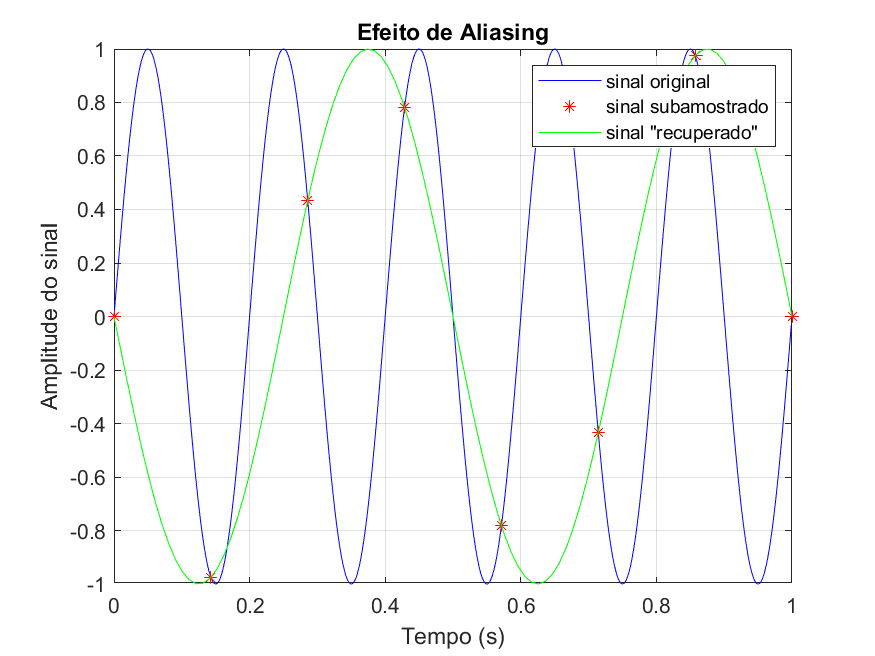 Efeito de Aliasing
sinal original
sinal subamostrado
sinal "recuperado"
Amplitude do sinal
1
0.8
0.6
0.4
0.2
0
-0.2
-0.4
-0.6
-0.8
-1
0 0.2 0.4 0.6 0.8 1
Tempo (s)